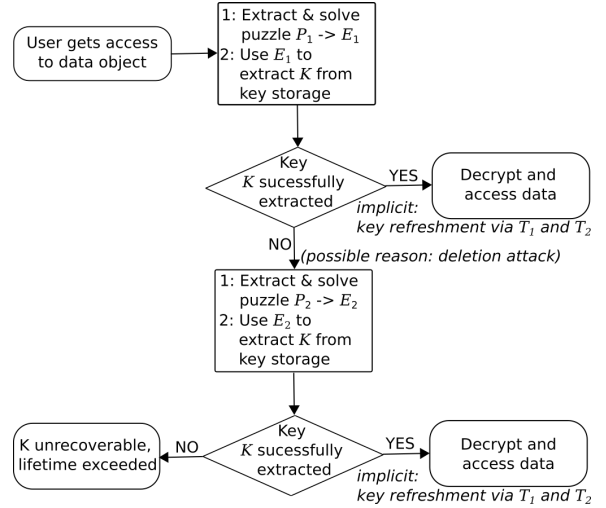 User gets access
to data object
1: Extract & solve
puzzle P₁ -> E₁
2: Use E₁ to
extract K from
key storage
Key
K sucessfully
extracted
YES
Decrypt and
access data
implicit:
key refreshment via T₁ and T₂
NO
(possible reason: deletion attack)
1: Extract & solve
puzzle P₂ -> E₂
2: Use E₂ to
extract K from
key storage
Key
K sucessfully
extracted
NO
K unrecoverable,
lifetime exceeded
YES
Decrypt and
access data
implicit:
key refreshment via T₁ and T₂